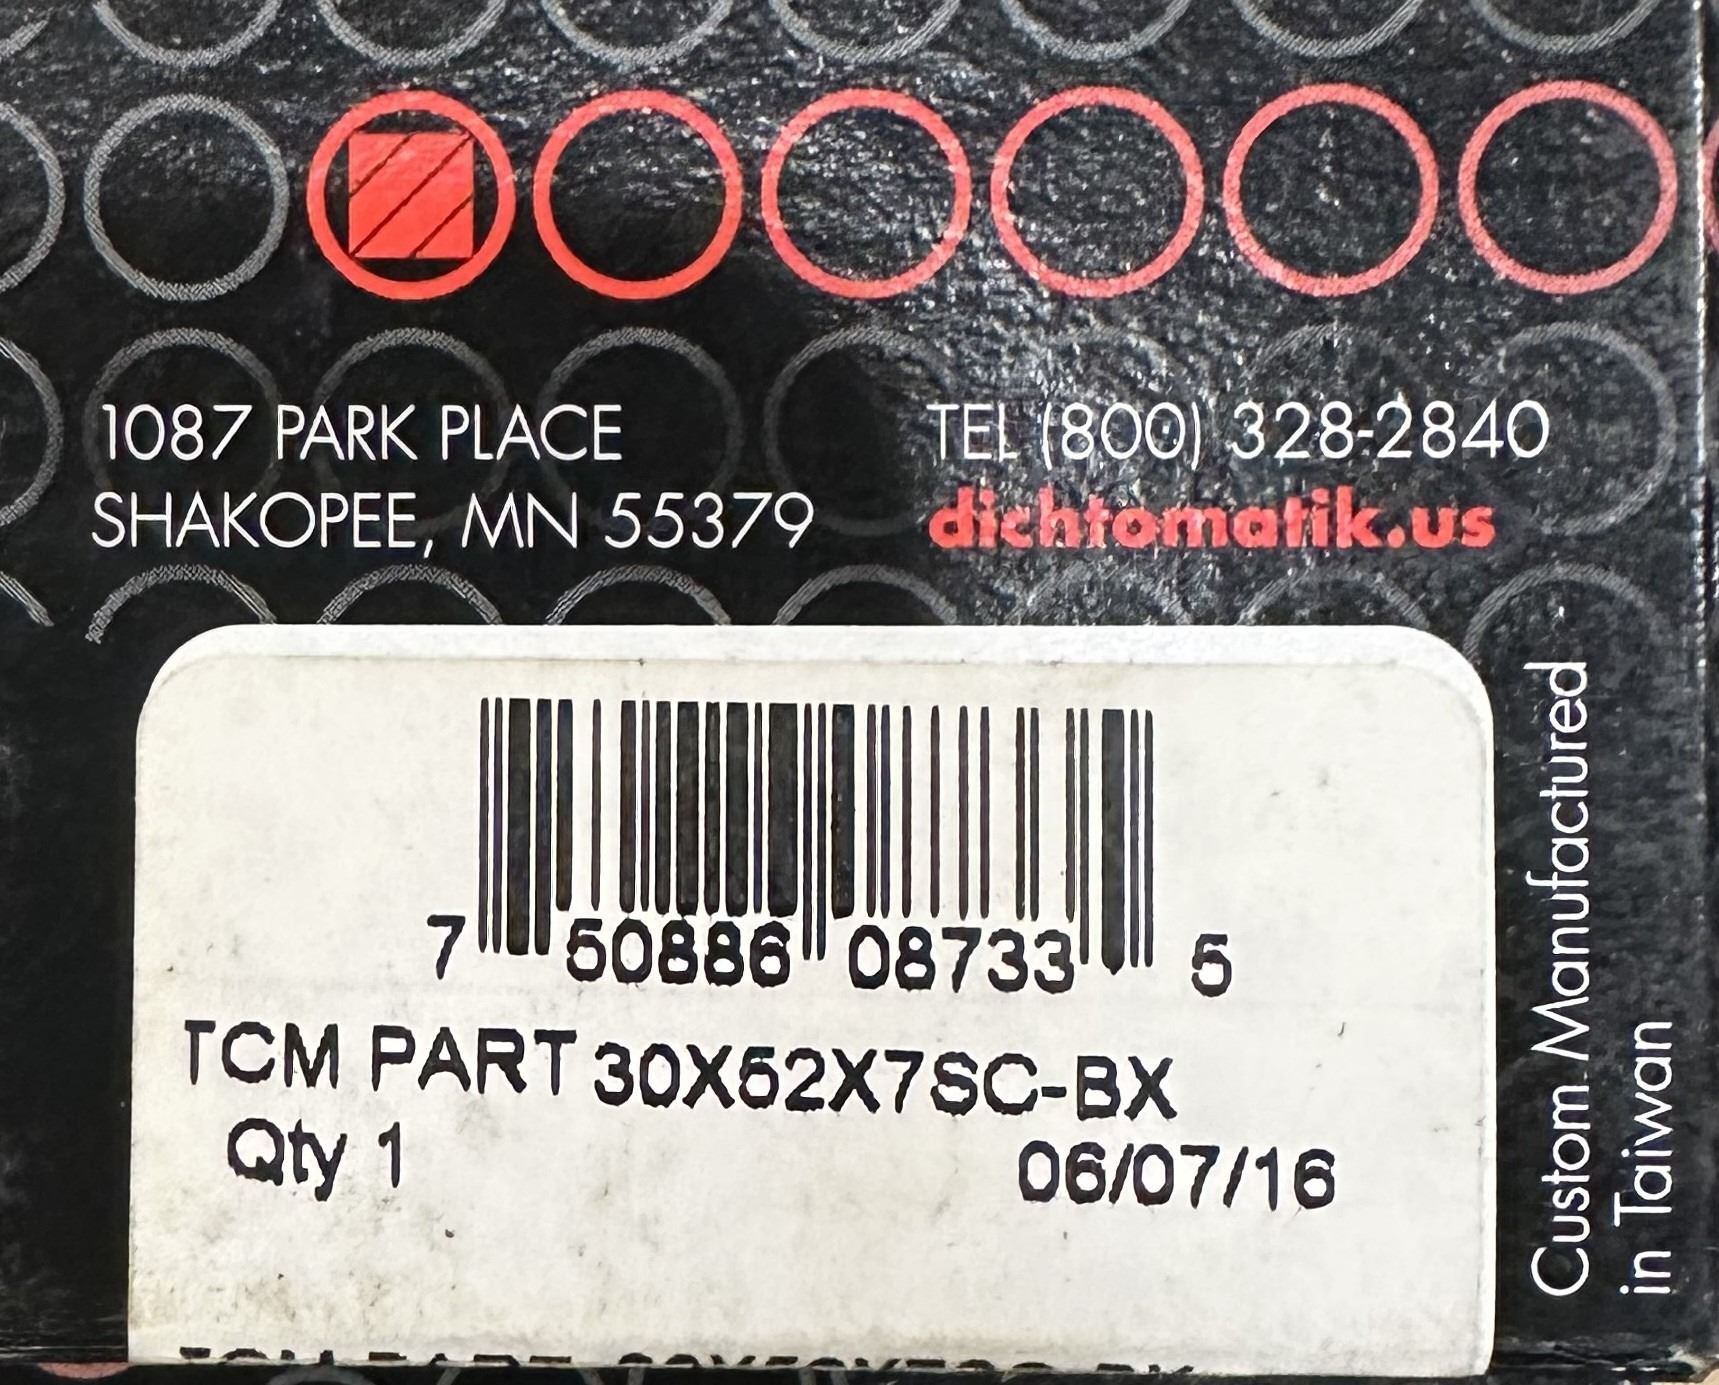 1087 PARK PLACE
SHAKOPEE, MN 55379
TEL (800) 328-2840
dichtomatik.us
7 50886 08733 5
TCM PART 30X52X7SC-BX
Qty 1 06/07/16
Custom Manufactured
in Taiwan